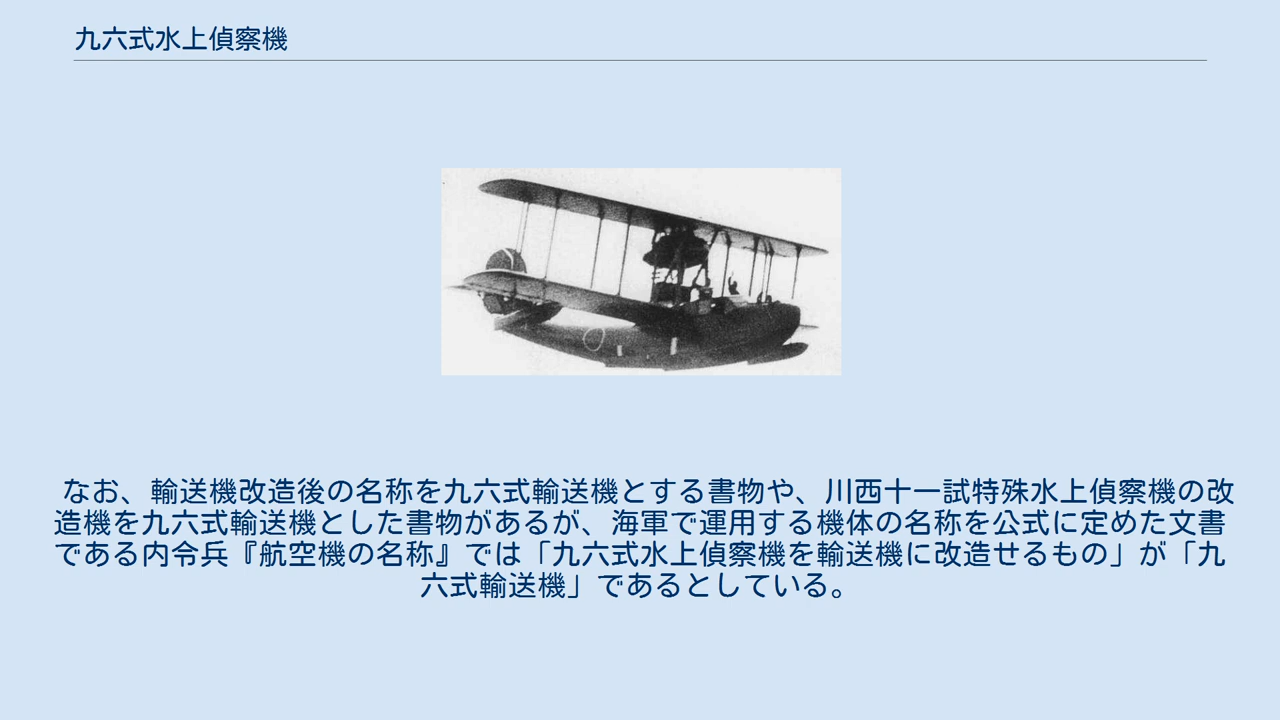 九六式水上偵察機
なお、輸送機改造後の名称を九六式輸送機とする書物や、川西十一試特殊水上偵察機の改
造機を九六式輸送機とした書物があるが、海軍で運用する機体の名称を公式に定めた文書
である内令兵『航空機の名称』では「九六式水上偵察機を輸送機に改造せるもの」が「九
六式輸送機」であるとしている。